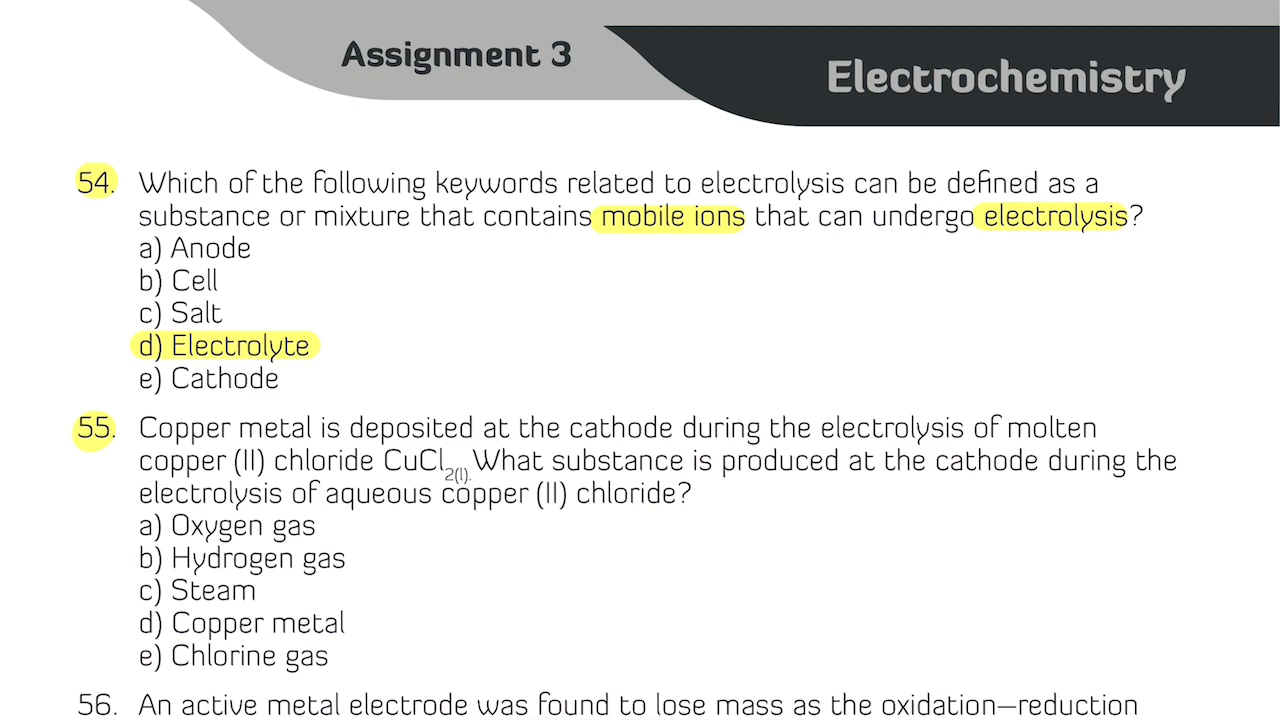 Assignment 3
Electrochemistry
54. Which of the following keywords related to electrolysis can be defined as a
substance or mixture that contains mobile ions that can undergo electrolysis?
a) Anode
b) Cell
c) Salt
d) Electrolyte
e) Cathode
55. Copper metal is deposited at the cathode during the electrolysis of molten
copper (II) chloride CuCl2(l). What substance is produced at the cathode during the
electrolysis of aqueous copper (II) chloride?
a) Oxygen gas
b) Hydrogen gas
c) Steam
d) Copper metal
e) Chlorine gas
56. An active metal electrode was found to lose mass as the oxidation–reduction